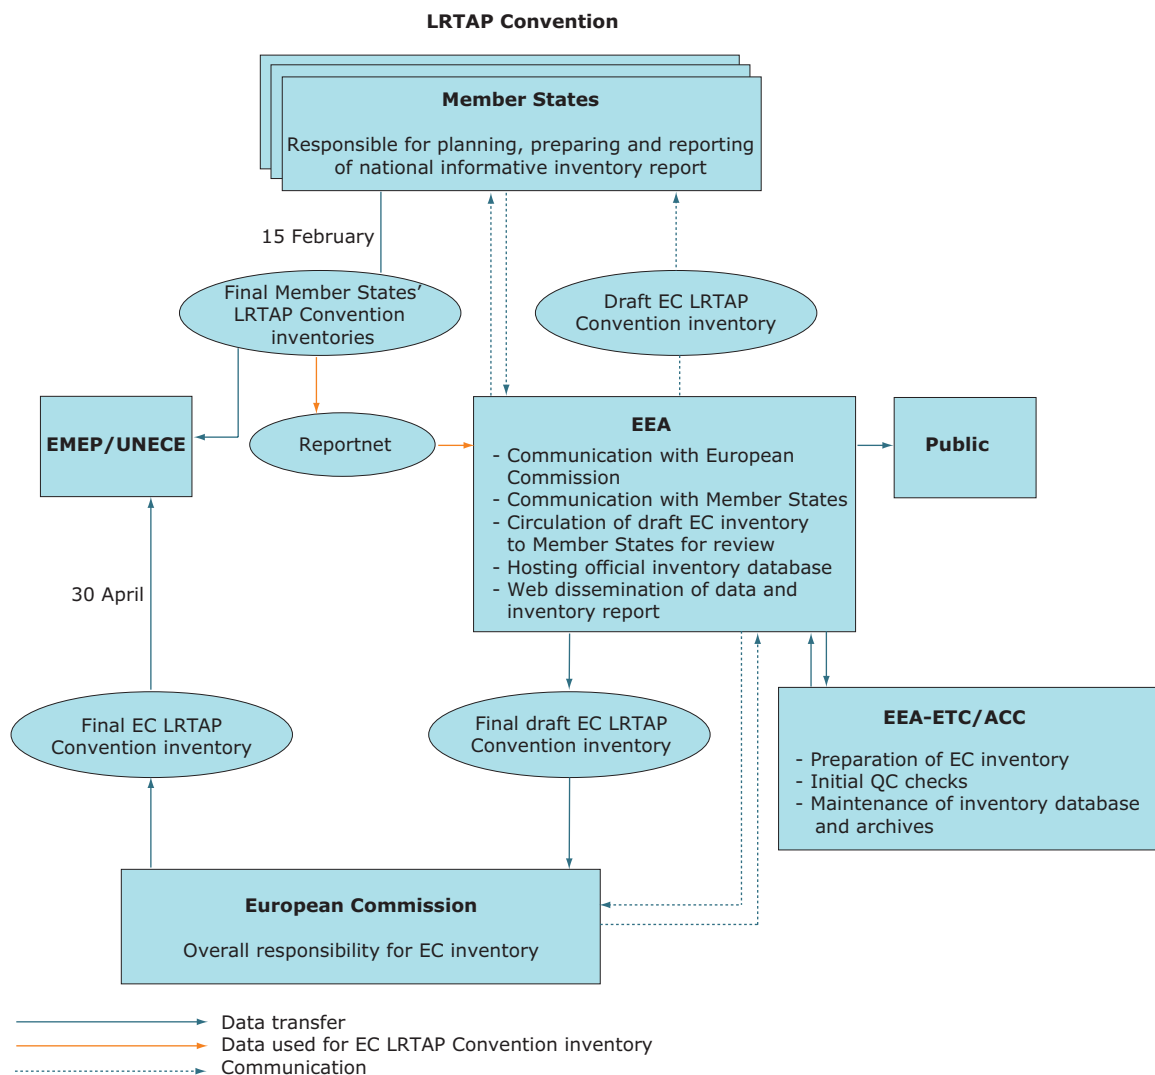 LRTAP Convention
Member States
Responsible for planning, preparing and reporting
of national informative inventory report
15 February
Final Member States’
LRTAP Convention
inventories
Draft EC LRTAP
Convention inventory
EMEP/UNECE
Reportnet
EEA
- Communication with European
Commission
- Communication with Member States
- Circulation of draft EC inventory
to Member States for review
- Hosting official inventory database
- Web dissemination of data and
inventory report
Public
30 April
Final EC LRTAP
Convention inventory
Final draft EC LRTAP
Convention inventory
EEA-ETC/ACC
- Preparation of EC inventory
- Initial QC checks
- Maintenance of inventory database
and archives
European Commission
Overall responsibility for EC inventory
Data transfer
Data used for EC LRTAP Convention inventory
Communication